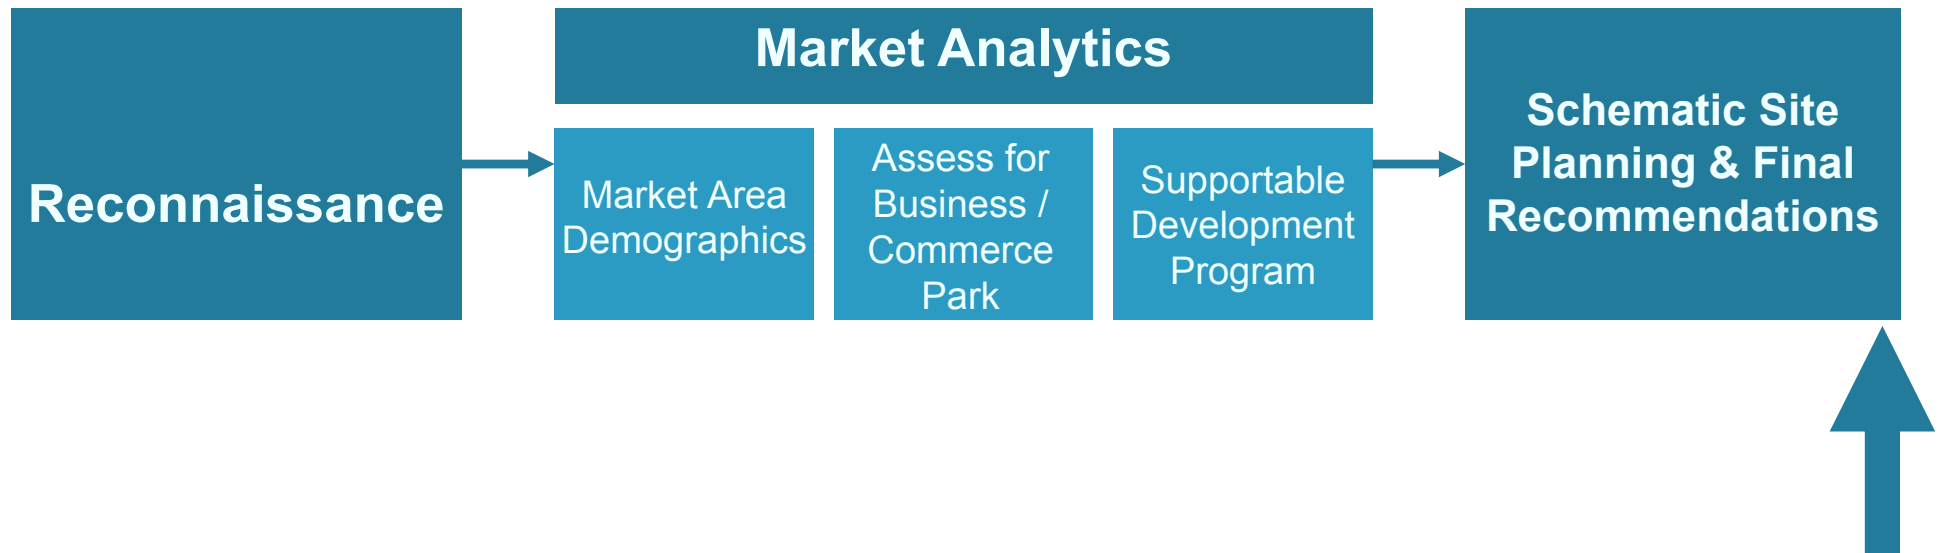 Reconnaissance
Market Analytics
Market Area
Demographics
Assess for
Business /
Commerce
Park
Supportable
Development
Program
Schematic Site
Planning & Final
Recommendations